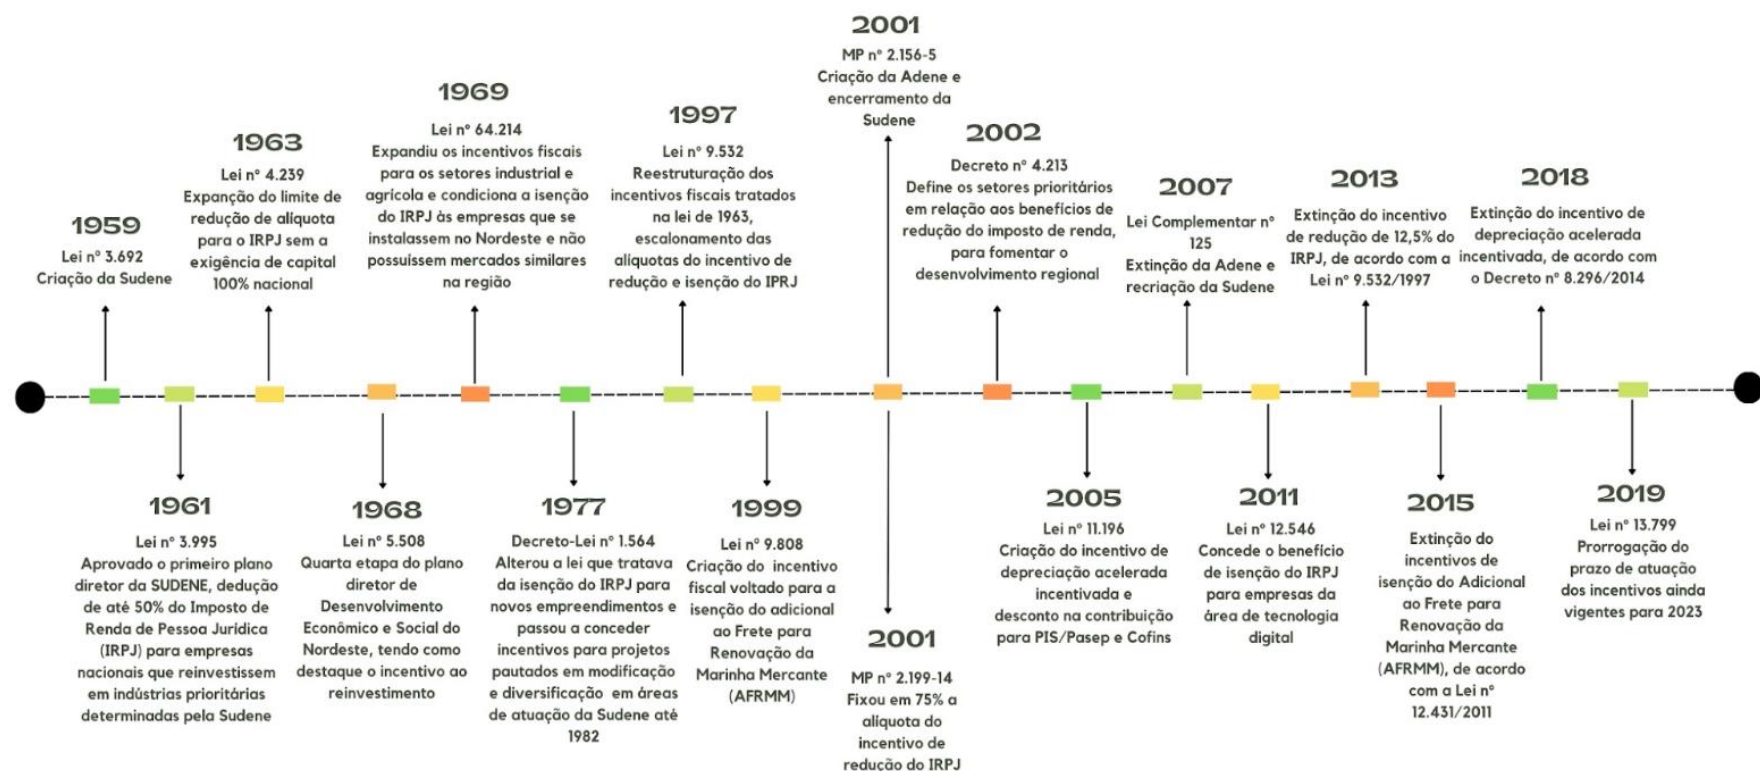 1959
Lei nº 3.692
Criação da Sudene
1961
Lei nº 3.995
Aprovado o primeiro plano
diretor da SUDENE, dedução
de até 50% do Imposto de
Renda de Pessoa Jurídica
(IRPJ) para empresas
nacionais que reinvestissem
em indústrias prioritárias
determinadas pela Sudene
1963
Lei nº 4.239
Expanção do limite de
redução de alíquota
para o IRPJ sem a
exigência de capital
100% nacional
1968
Lei nº 5.508
Quarta etapa do plano
diretor de
Desenvolvimento
Econômico e Social do
Nordeste, tendo como
destaque o incentivo ao
reinvestimento
1969
Lei nº 64.214
Expandiu os incentivos fiscais
para os setores industrial e
agrícola e condiciona a isenção
do IRPJ às empresas que se
instalassem no Nordeste e não
possuíssem mercados similares
na região
1977
Decreto-Lei nº 1.564
Alterou a lei que tratava
da isenção do IRPJ para
novos empreendimentos e
passou a conceder
incentivos para projetos
pautados em modificação
e diversificação em áreas
de atuação da Sudene até
1982
1997
Lei nº 9.532
Reestruturação dos
incentivos fiscais tratados
na lei de 1963,
escalonamento das
alíquotas do incentivo de
redução e isenção do IPRJ
1999
Lei nº 9.808
Criação do incentivo
fiscal voltado para a
isenção do adicional
ao Frete para
Renovação da
Marinha Mercante
(AFRMM)
2001
MP nº 2.156-5
Criação da Adene e
encerramento da
Sudene
2001
MP nº 2.199-14
Fixou em 75% a
alíquota do
incentivo de
redução do IRPJ
2002
Decreto nº 4.213
Define os setores prioritários
em relação aos benefícios de
redução do imposto de renda,
para fomentar o
desenvolvimento regional
2005
Lei nº 11.196
Criação do incentivo de
depreciação acelerada
incentivada e
desconto na contribuição
para PIS/Pasep e Cofins
2007
Lei Complementar nº
125
Extinção da Adene e
recriação da Sudene
2011
Lei nº 12.546
Concede o benefício
de isenção do IRPJ
para empresas da
área de tecnologia
digital
2013
Extinção do incentivo
de redução de 12,5% do
IRPJ, de acordo com a
Lei nº 9.532/1997
2015
Extinção do
incentivos de
isenção do Adicional
ao Frete para
Renovação da
Marinha Mercante
(AFRMM), de acordo
com a Lei nº
12.431/2011
2018
Extinção do incentivo de
depreciação acelerada
incentivada, de acordo com
o Decreto nº 8.296/2014
2019
Lei nº 13.799
Prorrogação do
prazo de atuação
dos incentivos ainda
vigentes para 2023